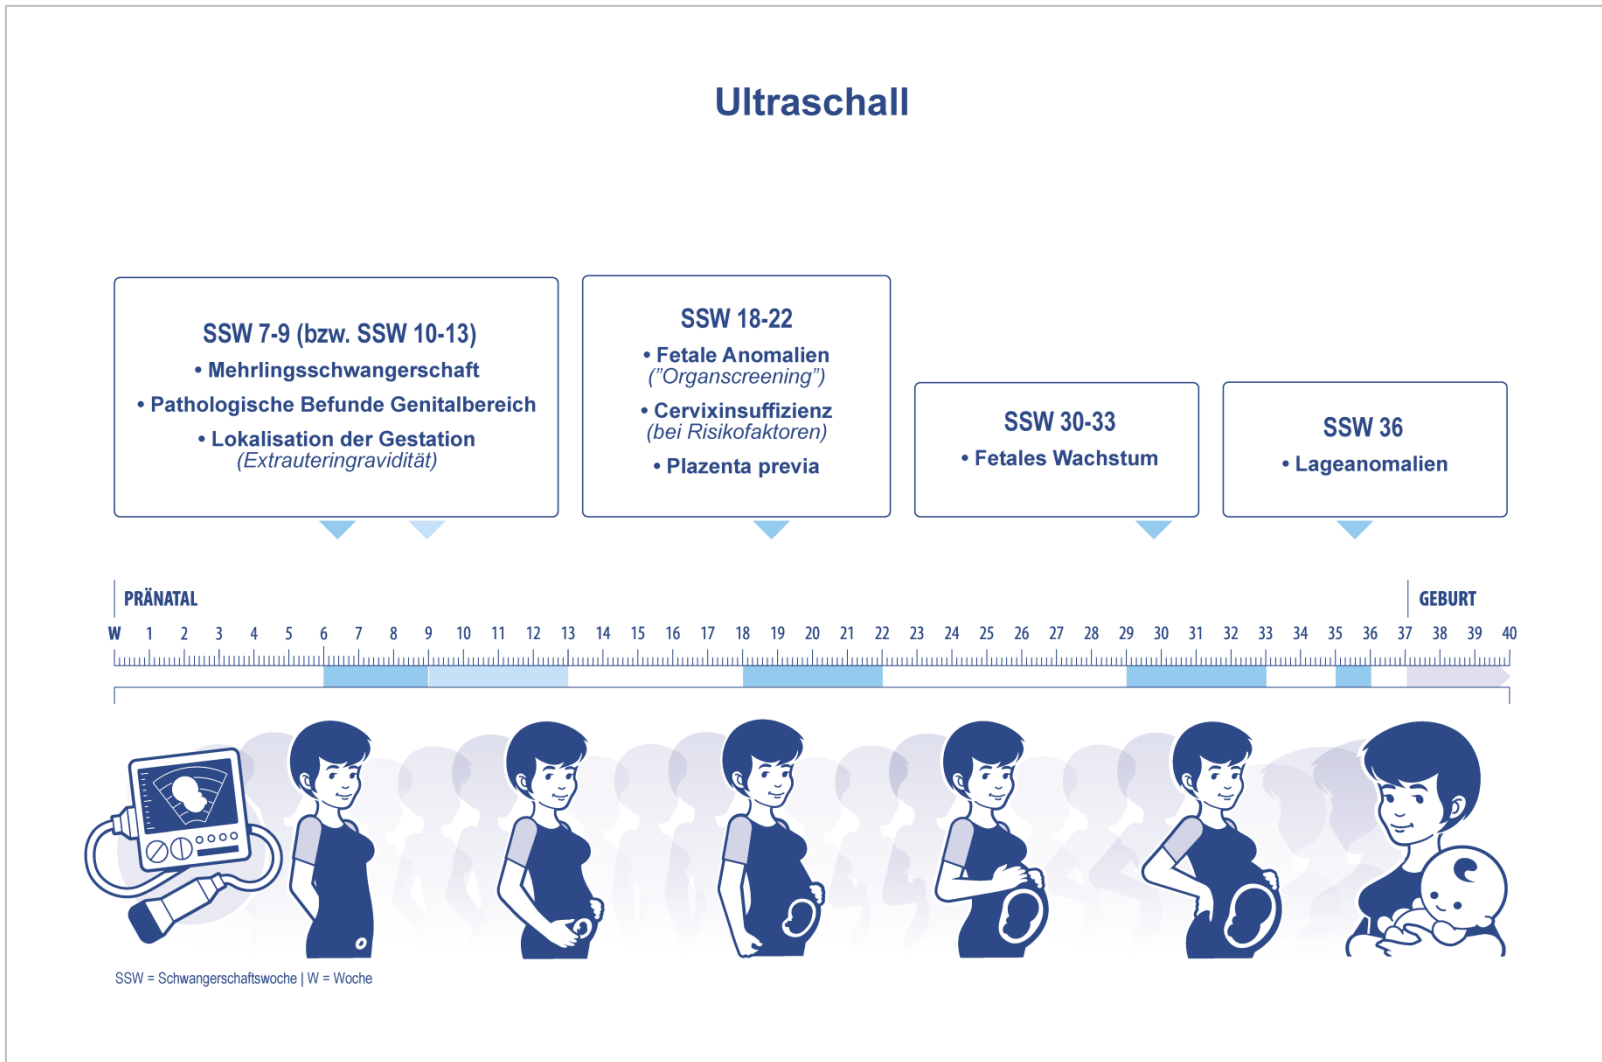 Ultraschall
SSW 7-9 (bzw. SSW 10-13)
• Mehrlingsschwangerschaft
• Pathologische Befunde Genitalbereich
• Lokalisation der Gestation
(Extrauteringravidität)
SSW 18-22
• Fetale Anomalien
("Organscreening")
• Cervixinsuffizienz
(bei Risikofaktoren)
• Plazenta previa
SSW 30-33
• Fetales Wachstum
SSW 36
• Lageanomalien
PRÄNATAL GEBURT
W 1 2 3 4 5 6 7 8 9 10 11 12 13 14 15 16 17 18 19 20 21 22 23 24 25 26 27 28 29 30 31 32 33 34 35 36 37 38 39 40
SSW = Schwangerschaftswoche | W = Woche